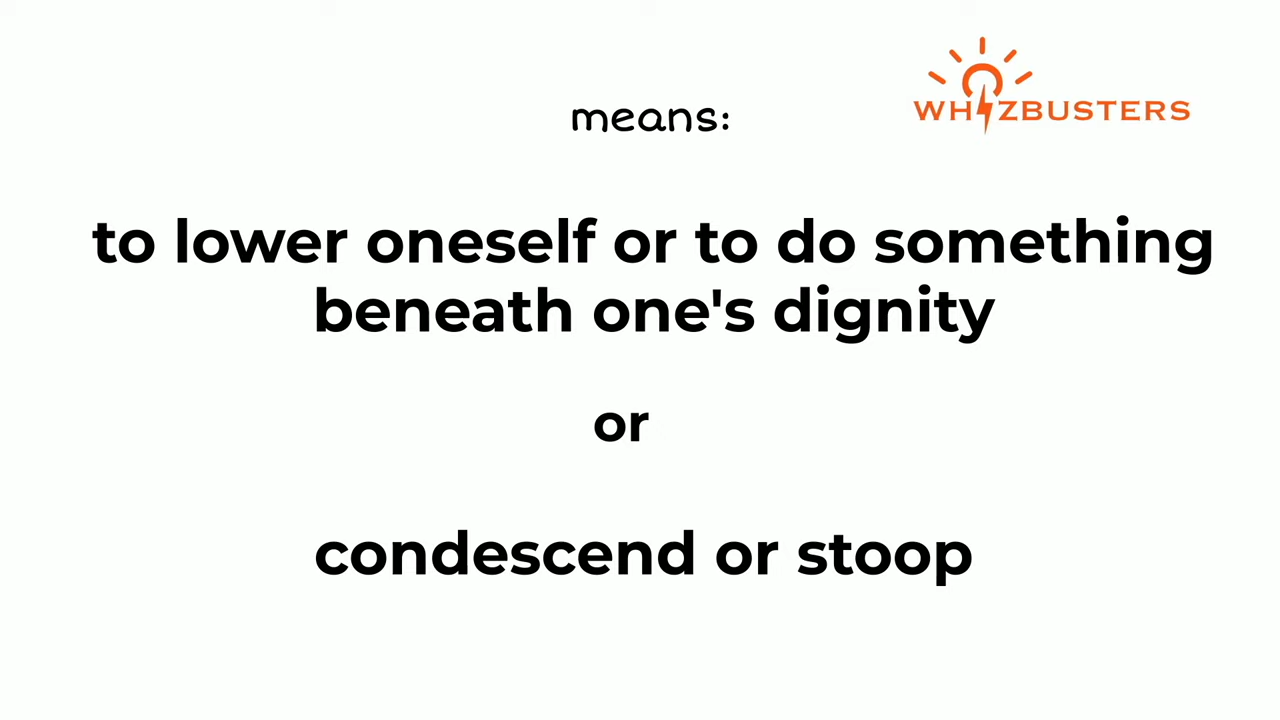 WHIZBUSTERS
means:
to lower oneself or to do something
beneath one's dignity
or
condescend or stoop